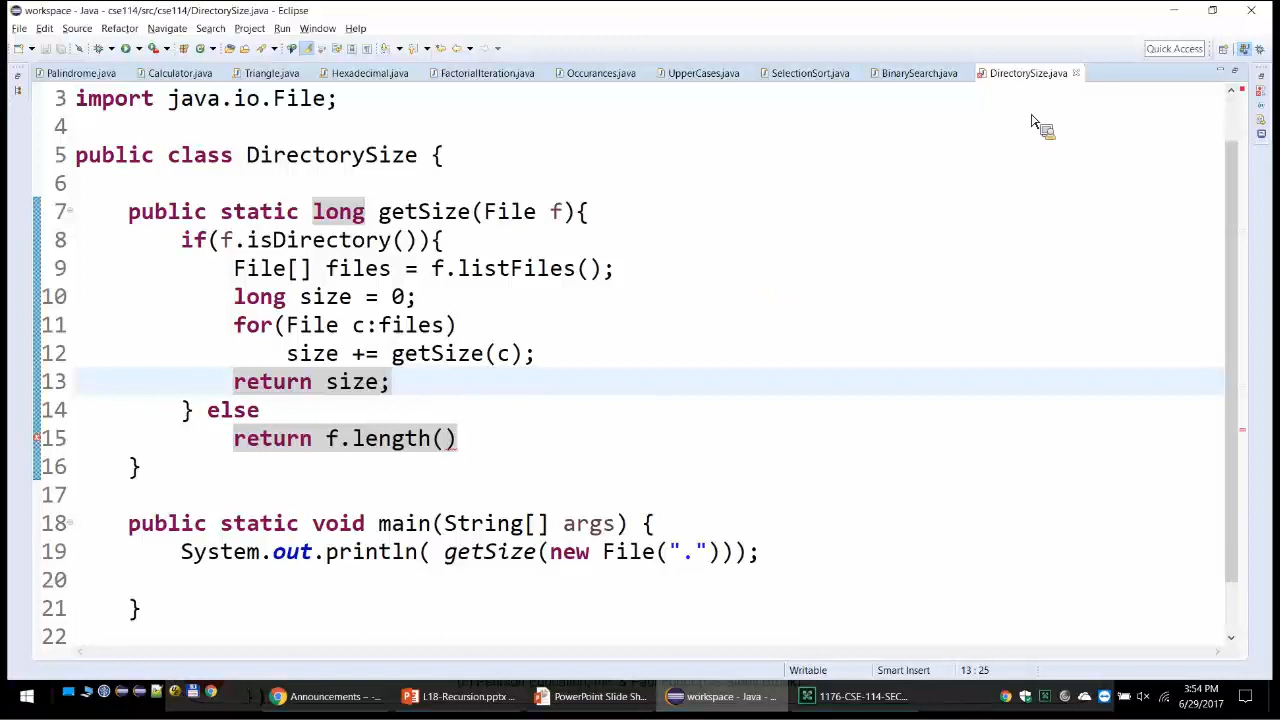 workspace - Java - cse114/src/cse114/DirectorySize.java - Eclipse
File Edit Source Refactor Navigate Search Project Run Window Help
Quick Access
Palindrome.java Calculator.java Triangle.java Hexadecimal.java FactorialIteration.java Occurances.java UpperCases.java SelectionSort.java BinarySearch.java DirectorySize.java
3 import java.io.File;
4
5 public class DirectorySize {
6
7 public static long getSize(File f){
8 if(f.isDirectory()){
9 File[] files = f.listFiles();
10 long size = 0;
11 for(File c:files)
12 size += getSize(c);
13 return size;
14 } else
15 return f.length()
16 }
17
18 public static void main(String[] args) {
19 System.out.println( getSize(new File(".")));
20
21 }
22
Writable Smart Insert 13 : 25
Announcements - ... L18-Recursion.pptx ... PowerPoint Slide Sh... workspace - Java - ... 1176-CSE-114-SEC...
3:54 PM
6/29/2017